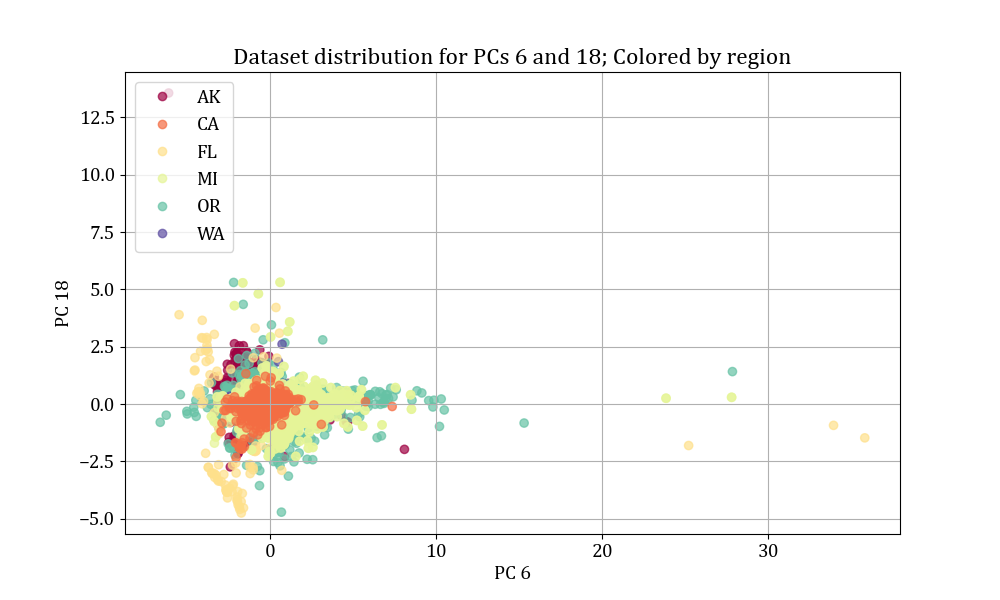 Dataset distribution for PCs 6 and 18; Colored by region
AK
CA
FL
MI
OR
WA
12.5
10.0
7.5
5.0
2.5
0.0
−2.5
−5.0
PC 18
0
10
20
30
PC 6